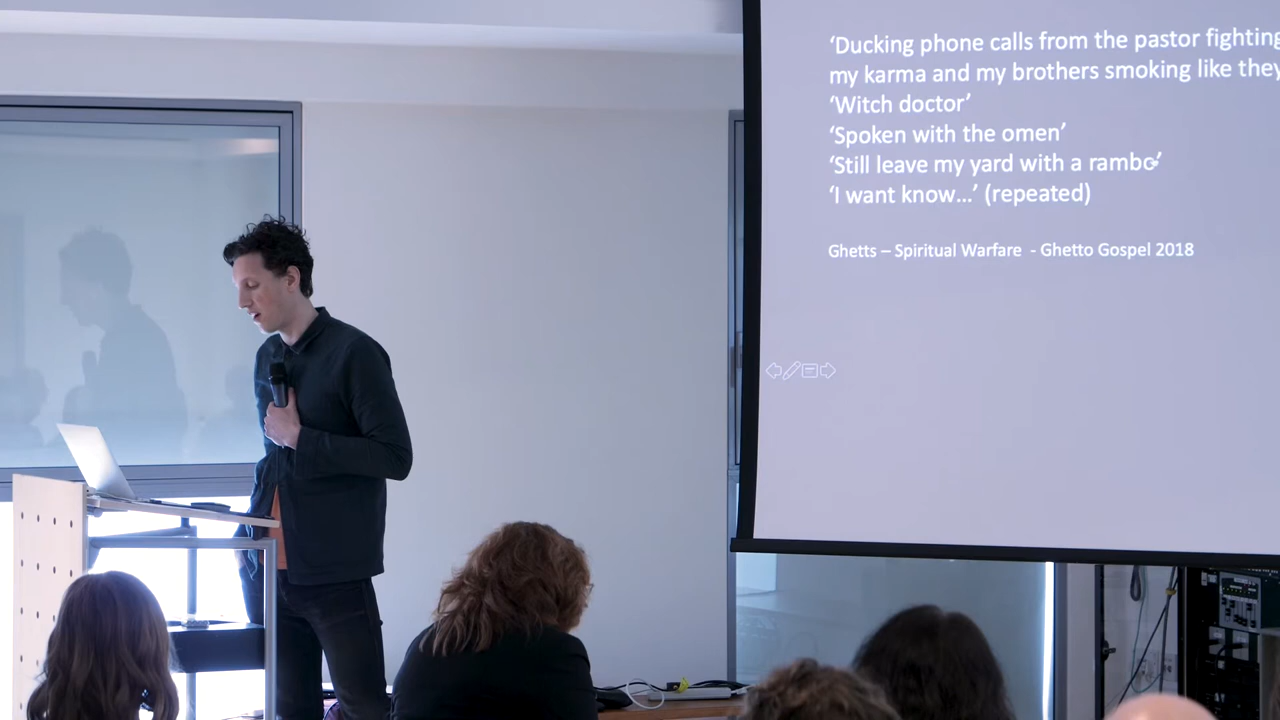 ‘Ducking phone calls from the pastor fighting
my karma and my brothers smoking like they
‘Witch doctor’
‘Spoken with the omen’
‘Still leave my yard with a rambo’
‘I want know...’ (repeated)
Ghetts – Spiritual Warfare - Ghetto Gospel 2018